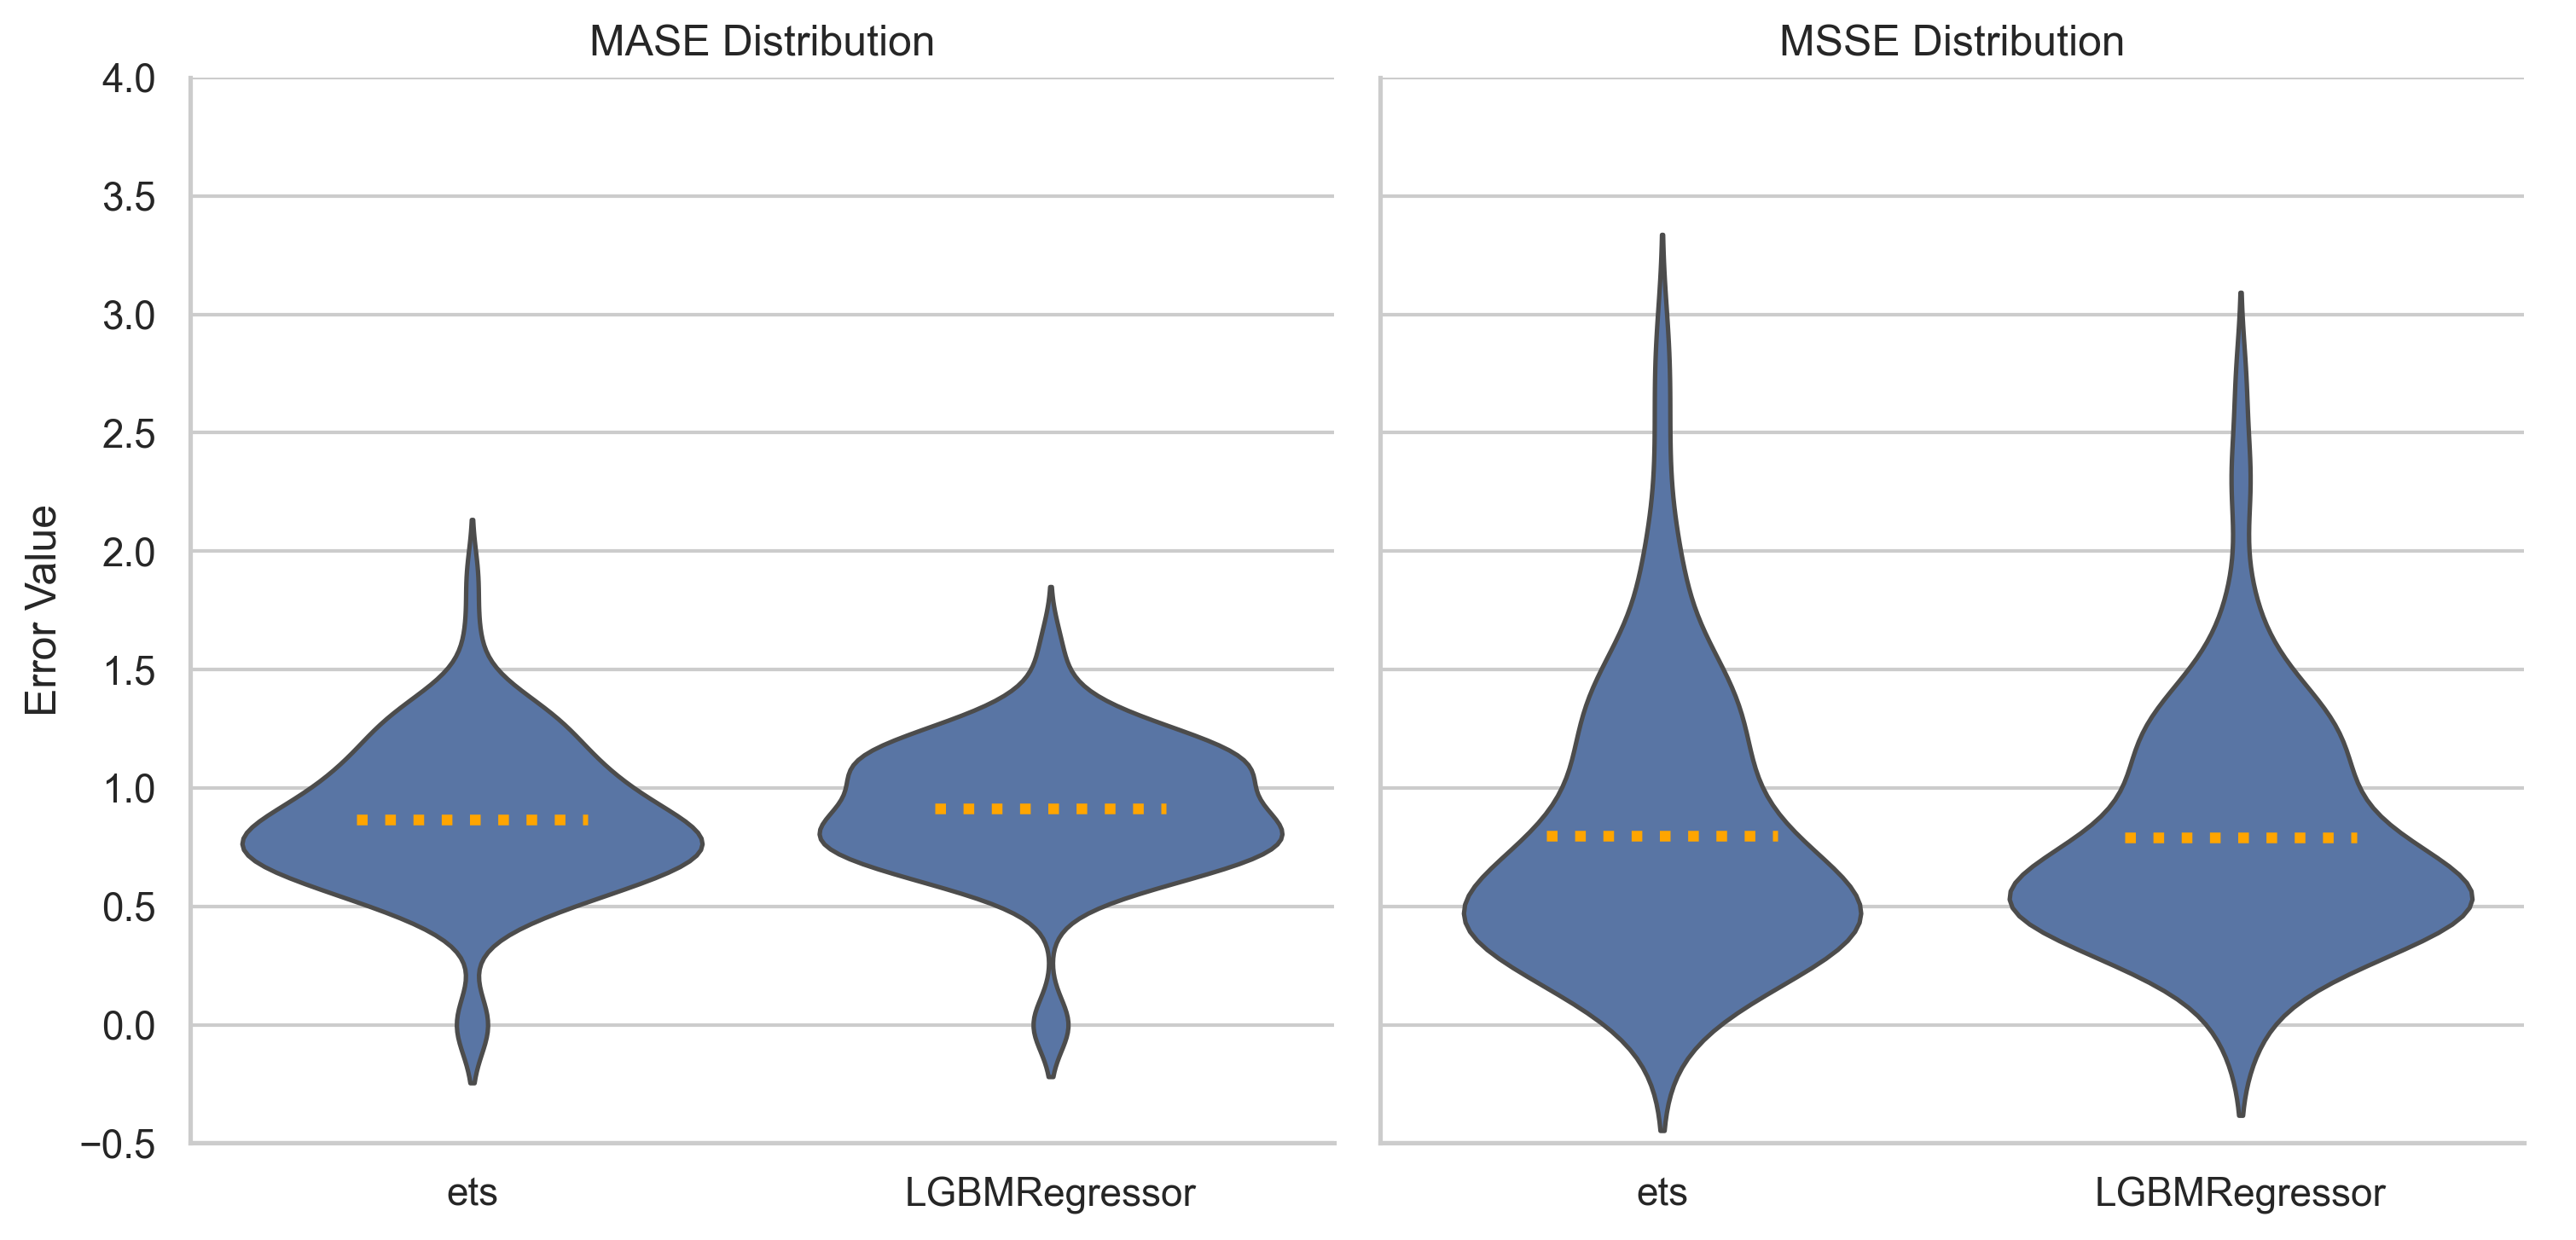 MASE Distribution
MSSE Distribution
Error Value
4.0
3.5
3.0
2.5
2.0
1.5
1.0
0.5
0.0
−0.5
ets
LGBMRegressor
ets
LGBMRegressor